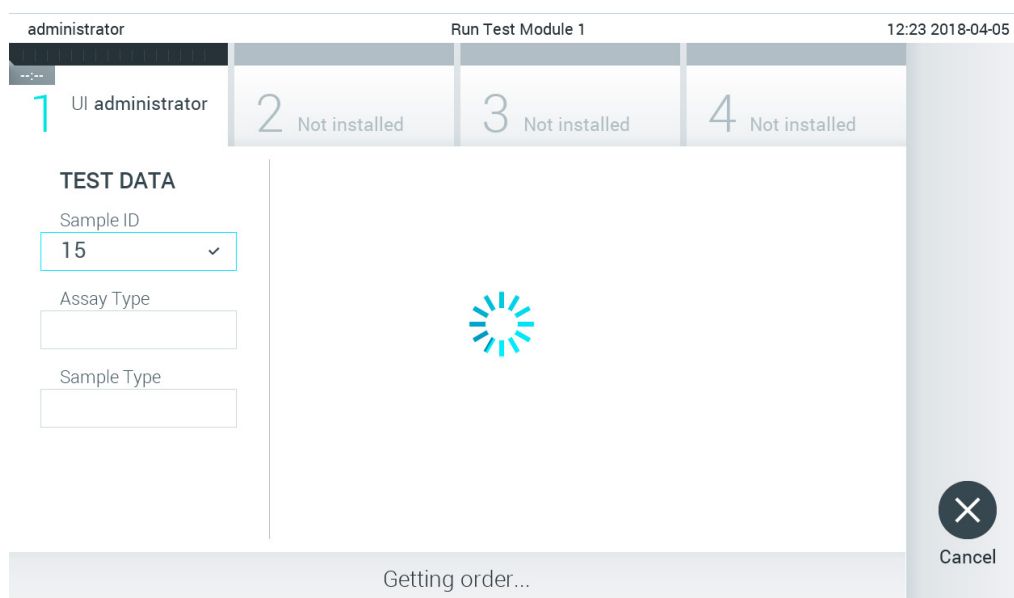 administrator Run Test Module 1 12:23 2018-04-05
--:--
1 UI administrator
2 Not installed
3 Not installed
4 Not installed
TEST DATA
Sample ID
15
Assay Type
Sample Type
Cancel
Getting order...